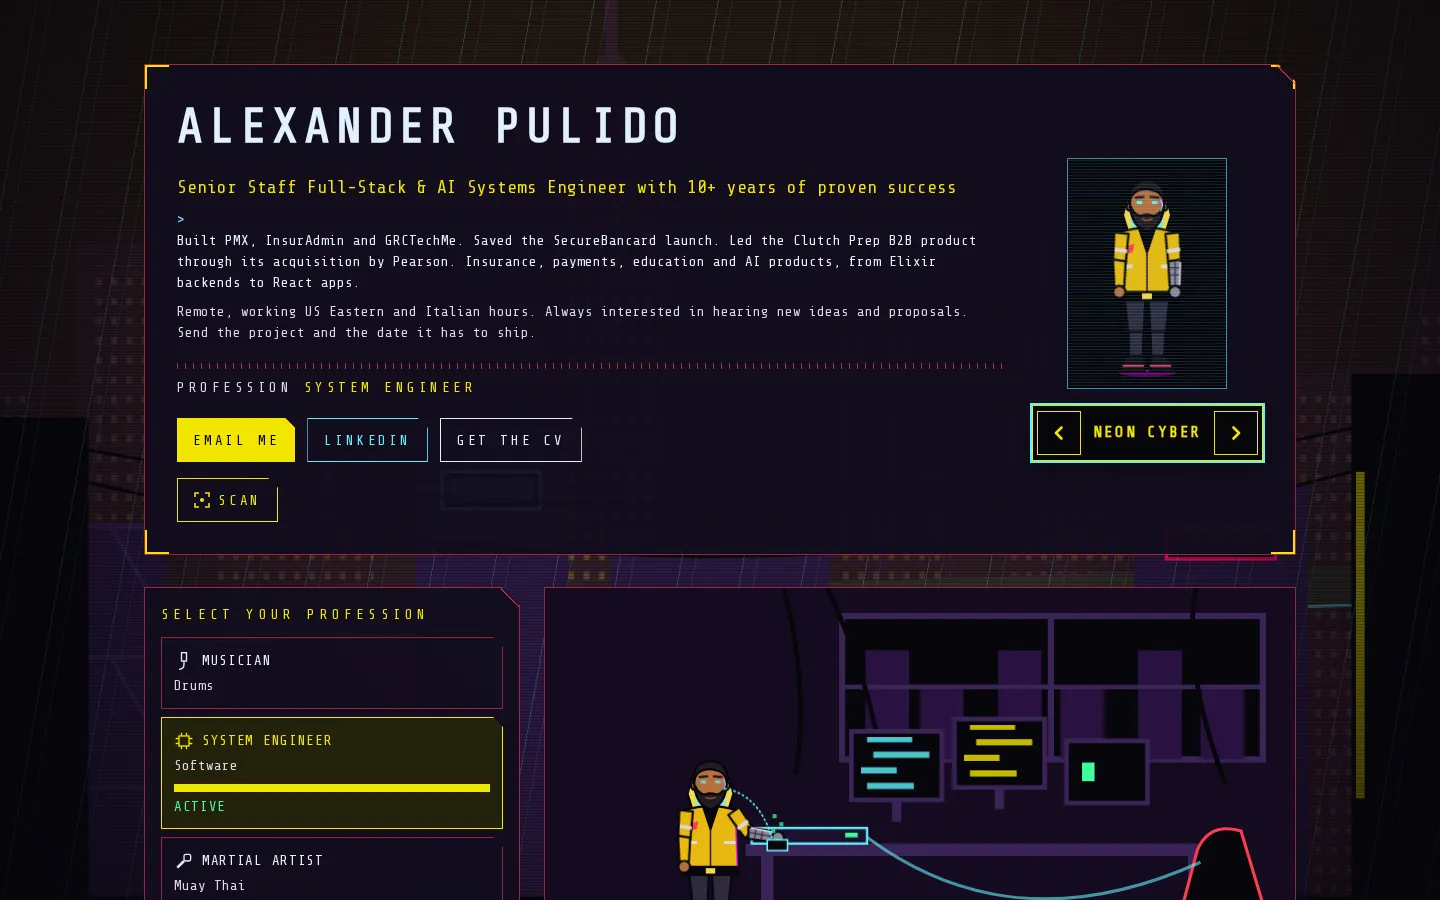 ALEXANDER PULIDO
Senior Staff Full-Stack & AI Systems Engineer with 10+ years of proven success
>
Built PMX, InsurAdmin and GRCTechMe. Saved the SecureBancard launch. Led the Clutch Prep B2B product
through its acquisition by Pearson. Insurance, payments, education and AI products, from Elixir
backends to React apps.
Remote, working US Eastern and Italian hours. Always interested in hearing new ideas and proposals.
Send the project and the date it has to ship.
PROFESSION SYSTEM ENGINEER
EMAIL ME
LINKEDIN
GET THE CV
NEON CYBER
SCAN
SELECT YOUR PROFESSION
MUSICIAN
Drums
SYSTEM ENGINEER
Software
ACTIVE
MARTIAL ARTIST
Muay Thai